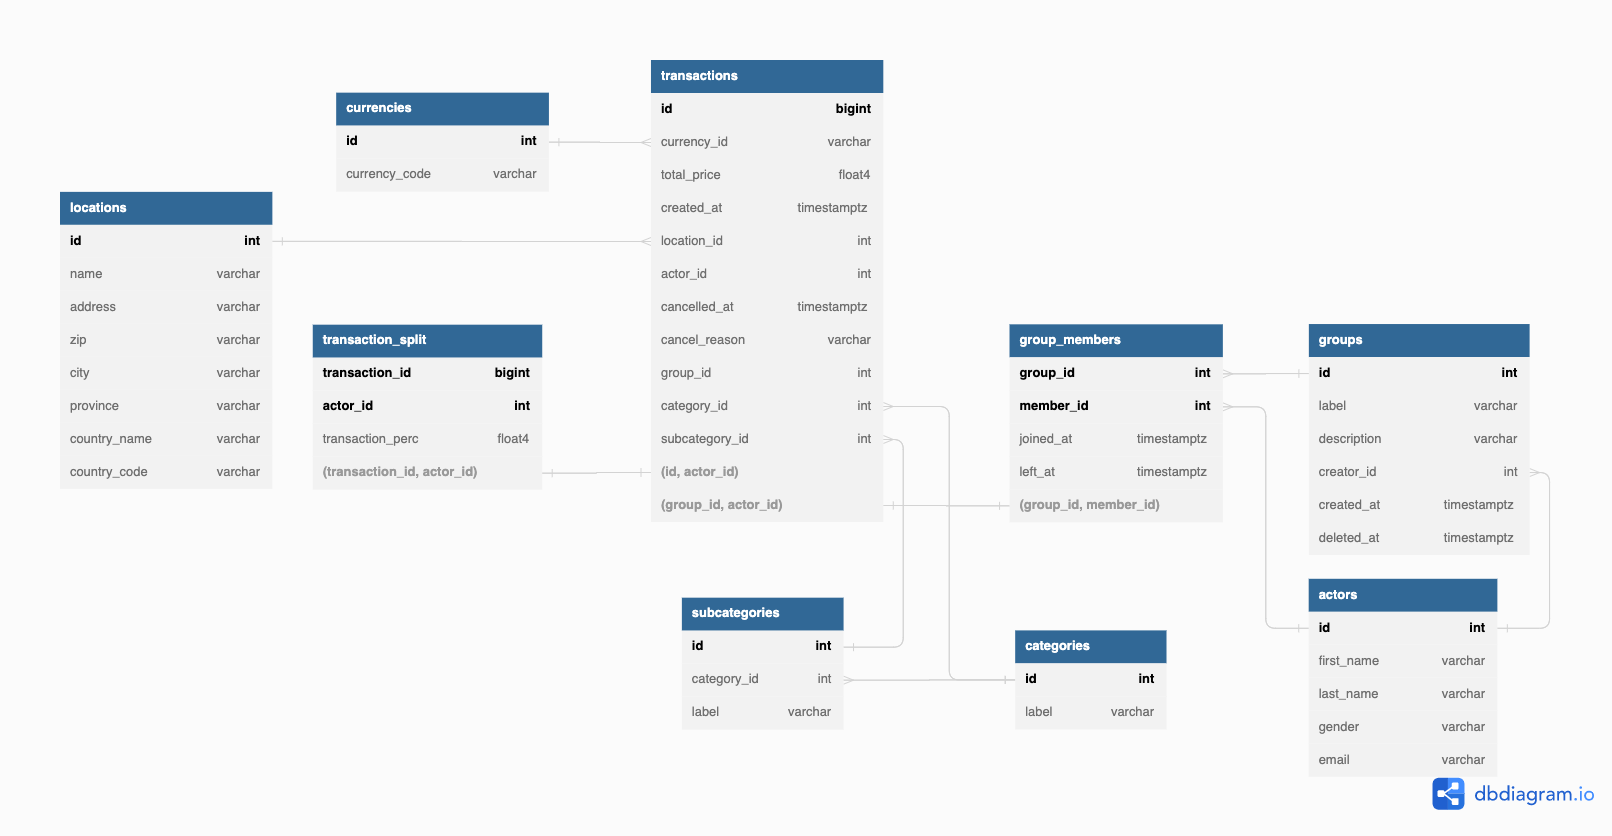 transactions
id bigint
currency_id varchar
total_price float4
created_at timestamptz
location_id int
actor_id int
cancelled_at timestamptz
cancel_reason varchar
group_id int
category_id int
subcategory_id int
(id, actor_id)
(group_id, actor_id)
currencies
id int
currency_code varchar
locations
id int
name varchar
address varchar
zip varchar
city varchar
province varchar
country_name varchar
country_code varchar
transaction_split
transaction_id bigint
actor_id int
transaction_perc float4
(transaction_id, actor_id)
group_members
group_id int
member_id int
joined_at timestamptz
left_at timestamptz
(group_id, member_id)
groups
id int
label varchar
description varchar
creator_id int
created_at timestamptz
deleted_at timestamptz
subcategories
id int
category_id int
label varchar
categories
id int
label varchar
actors
id int
first_name varchar
last_name varchar
gender varchar
email varchar
dbdiagram.io